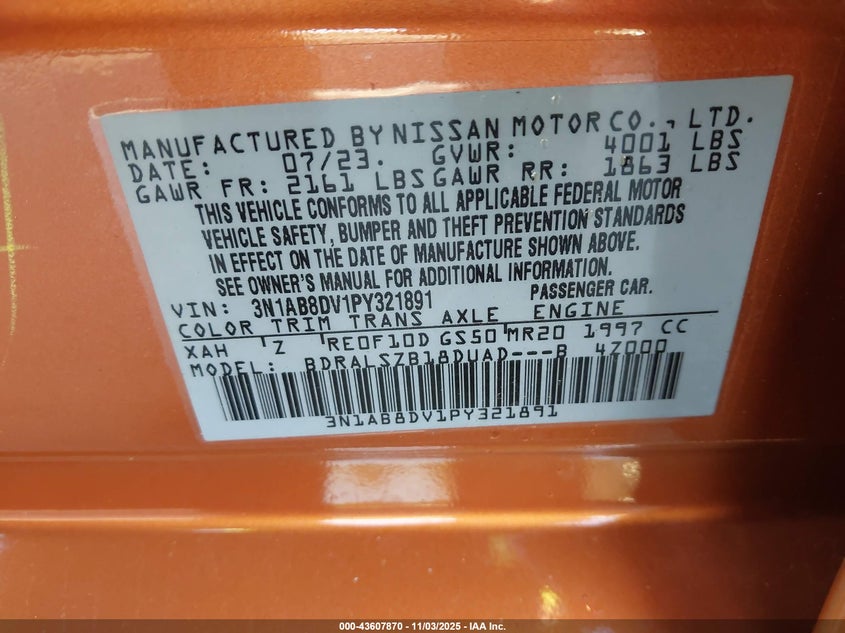 MANUFACTURED BY NISSAN MOTOR CO., LTD.
DATE: 07/23. GVWR: 4001 LBS
GAWR FR: 2161 LBS GAWR RR: 1863 LBS
THIS VEHICLE CONFORMS TO ALL APPLICABLE FEDERAL MOTOR
VEHICLE SAFETY, BUMPER AND THEFT PREVENTION STANDARDS
IN EFFECT ON THE DATE OF MANUFACTURE SHOWN ABOVE.
SEE OWNER'S MANUAL FOR ADDITIONAL INFORMATION.
VIN: 3N1AB8DV1PY321891 PASSENGER CAR.
COLOR TRIM TRANS AXLE ENGINE
XAH Z RE0F10D GS50 MR20 1997 CC
MODEL: BDRALSZB18DUAD---B 4Z000
3N1AB8DV1PY321891
000-43607870 - 11/03/2025 - IAA Inc.